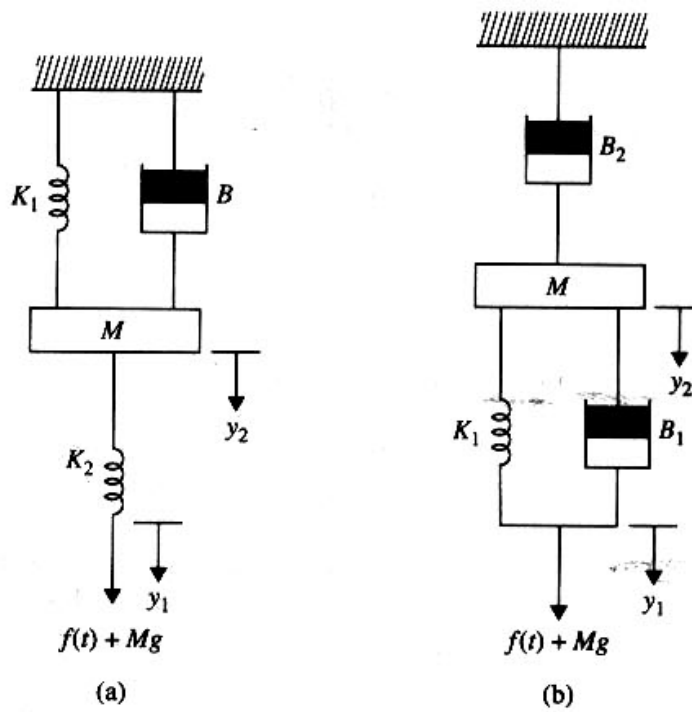 K₁
B
M
y₂
K₂
y₁
f(t) + Mg
(a)
B₂
M
y₂
K₁
B₁
y₁
f(t) + Mg
(b)